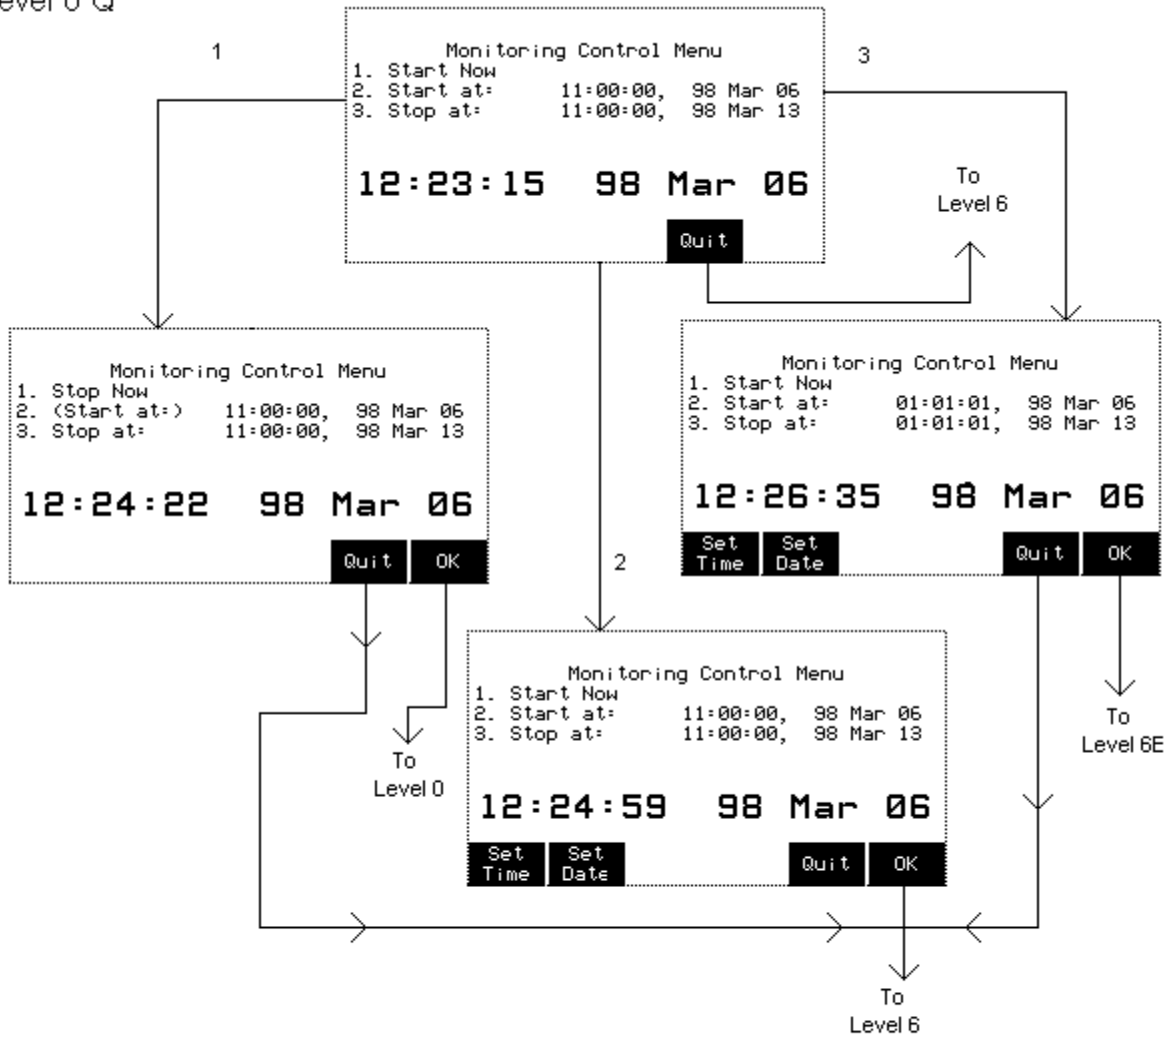 1
3
Monitoring Control Menu
1. Start Now
2. Start at: 11:00:00, 98 Mar 06
3. Stop at: 11:00:00, 98 Mar 13
12:23:15 98 Mar 06
Quit
To
Level 6
Monitoring Control Menu
1. Stop Now
2. (Start at:) 11:00:00, 98 Mar 06
3. Stop at: 11:00:00, 98 Mar 13
12:24:22 98 Mar 06
Quit OK
To
Level 0
Monitoring Control Menu
1. Start Now
2. Start at: 01:01:01, 98 Mar 06
3. Stop at: 01:01:01, 98 Mar 13
12:26:35 98 Mar 06
Set Set
Time Date
Quit OK
To
Level 6E
2
Monitoring Control Menu
1. Start Now
2. Start at: 11:00:00, 98 Mar 06
3. Stop at: 11:00:00, 98 Mar 13
12:24:59 98 Mar 06
Set Set
Time Date
Quit OK
To
Level 6